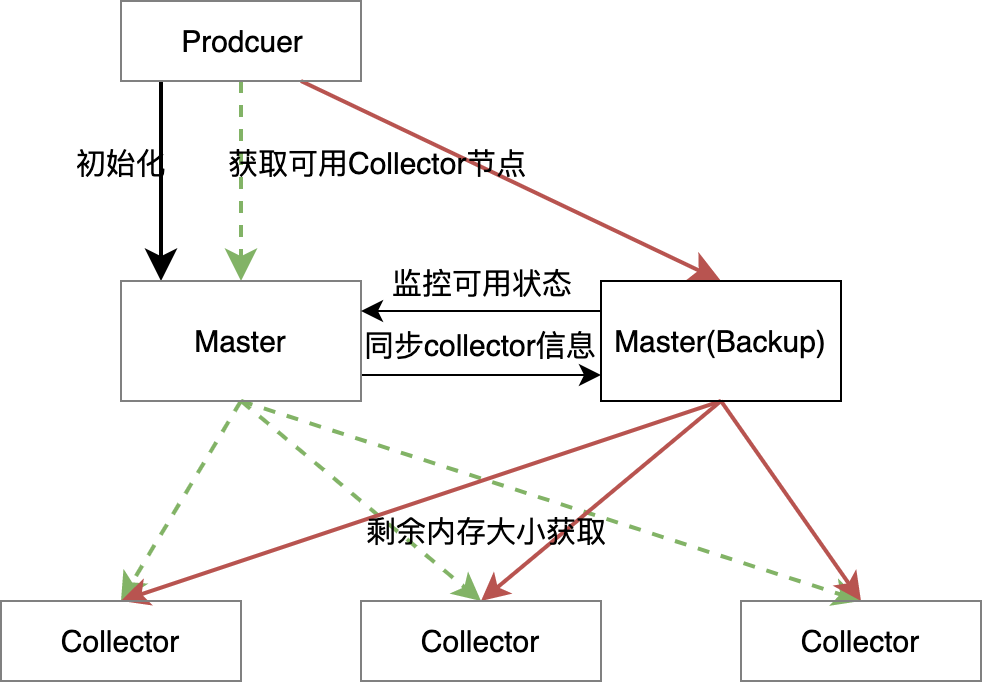 Prodcuer
初始化
获取可用Collector节点
监控可用状态
Master
同步collector信息
Master(Backup)
剩余内存大小获取
Collector
Collector
Collector